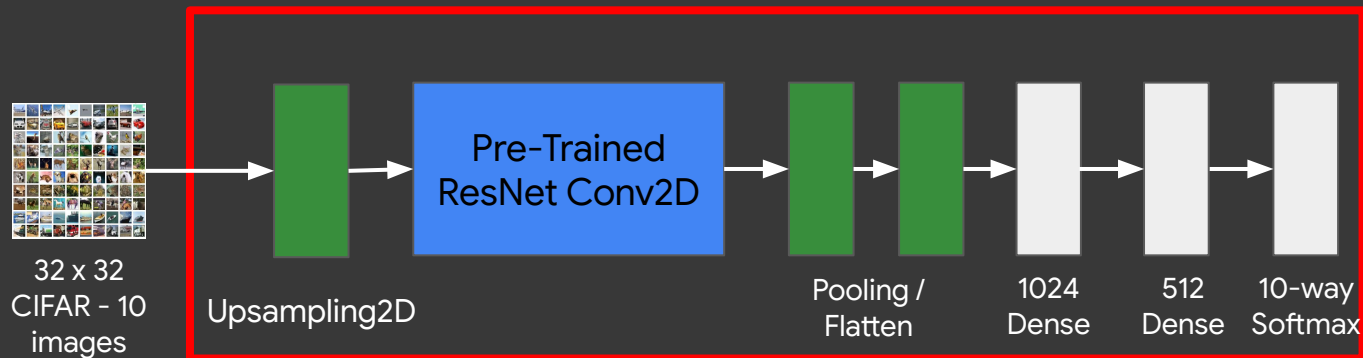 Pre-Trained
ResNet Conv2D
32 x 32
CIFAR - 10
images
Upsampling2D
Pooling /
Flatten
1024
Dense
512
Dense
10-way
Softmax